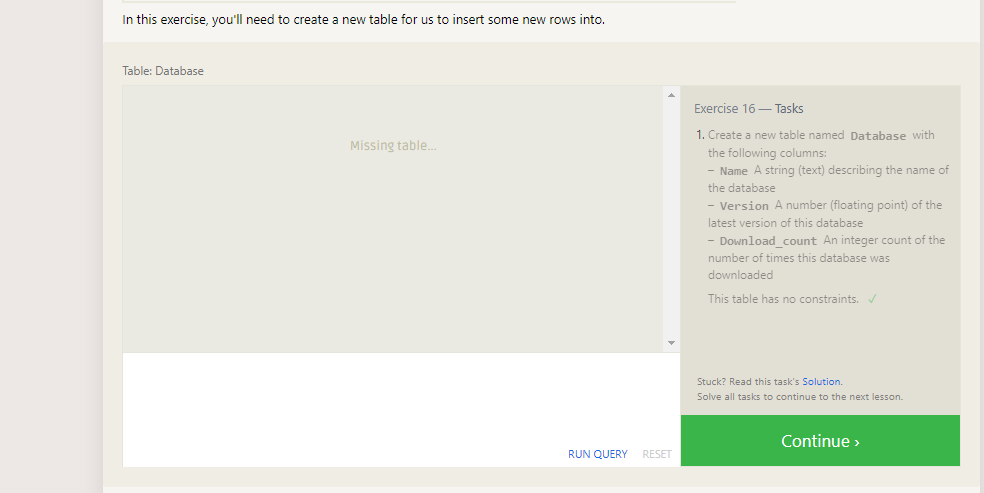 In this exercise, you'll need to create a new table for us to insert some new rows into.
Table: Database
Missing table…
RUN QUERY RESET
Exercise 16 — Tasks
1. Create a new table named Database with
the following columns:
– Name A string (text) describing the name of
the database
– Version A number (floating point) of the
latest version of this database
– Download_count An integer count of the
number of times this database was
downloaded
This table has no constraints. ✓
Stuck? Read this task's Solution.
Solve all tasks to continue to the next lesson.
Continue ›